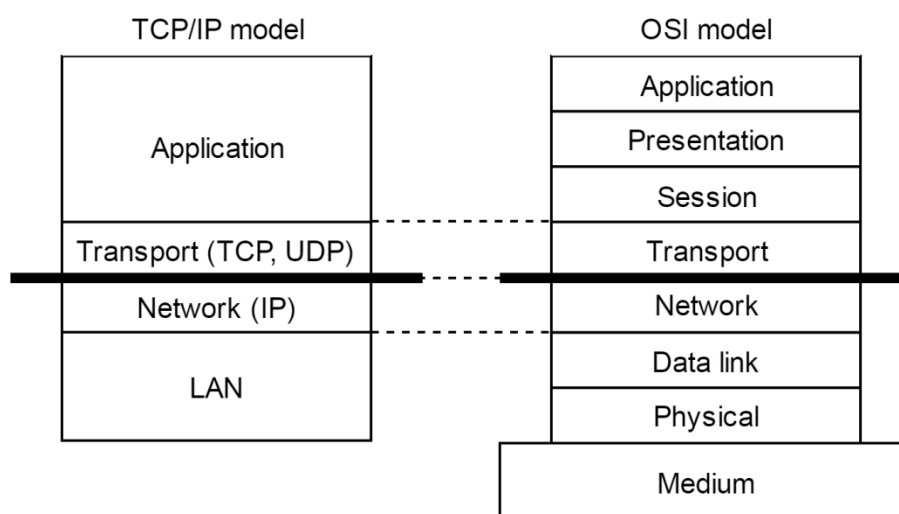 TCP/IP model
Application
Transport (TCP, UDP)
Network (IP)
LAN
OSI model
Application
Presentation
Session
Transport
Network
Data link
Physical
Medium